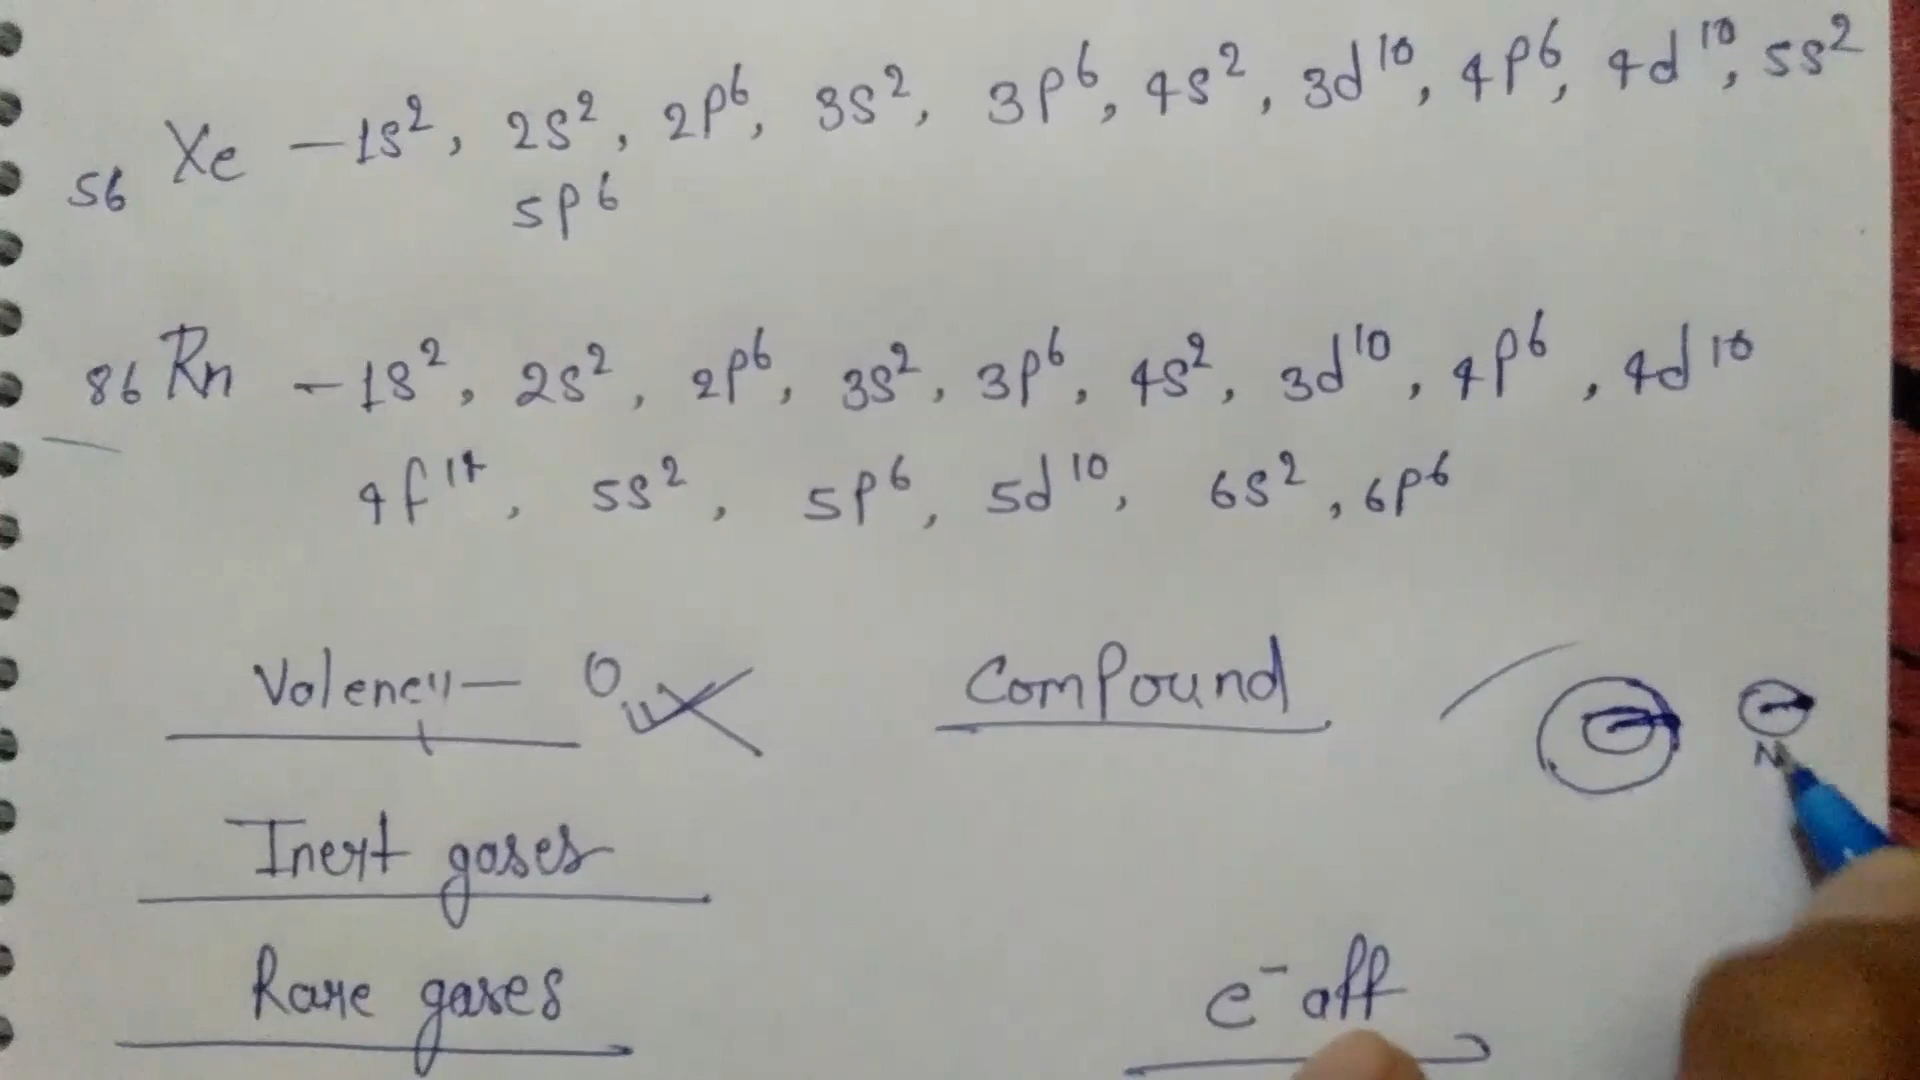 56 Xe - 1s², 2s², 2p⁶, 3s², 3p⁶, 4s², 3d¹⁰, 4p⁶, 4d¹⁰, 5s²
5p⁶
86 Rn - 1s², 2s², 2p⁶, 3s², 3p⁶, 4s², 3d¹⁰, 4p⁶, 4d¹⁰
4f¹⁴, 5s², 5p⁶, 5d¹⁰, 6s², 6p⁶
Valency - 0 Compound
N
Inert gases
Rare gases e⁻ aff